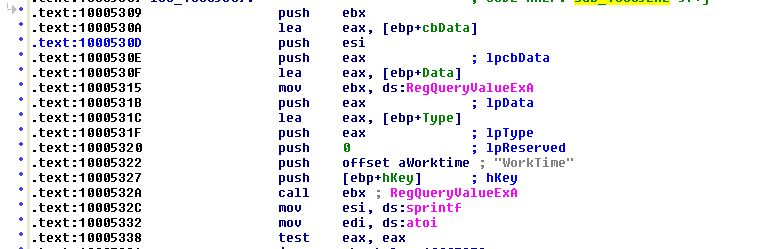 .text:10005309 push ebx
.text:1000530A lea eax, [ebp+cbData]
.text:1000530D push esi
.text:1000530E push eax ; lpcbData
.text:1000530F lea eax, [ebp+Data]
.text:10005315 mov ebx, ds:RegQueryValueExA
.text:1000531B push eax ; lpData
.text:1000531C lea eax, [ebp+Type]
.text:1000531F push eax ; lpType
.text:10005320 push 0 ; lpReserved
.text:10005322 push offset aWorktime ; "WorkTime"
.text:10005327 push [ebp+hKey] ; hKey
.text:1000532A call ebx ; RegQueryValueExA
.text:1000532C mov esi, ds:sprintf
.text:10005332 mov edi, ds:atoi
.text:10005338 test eax, eax